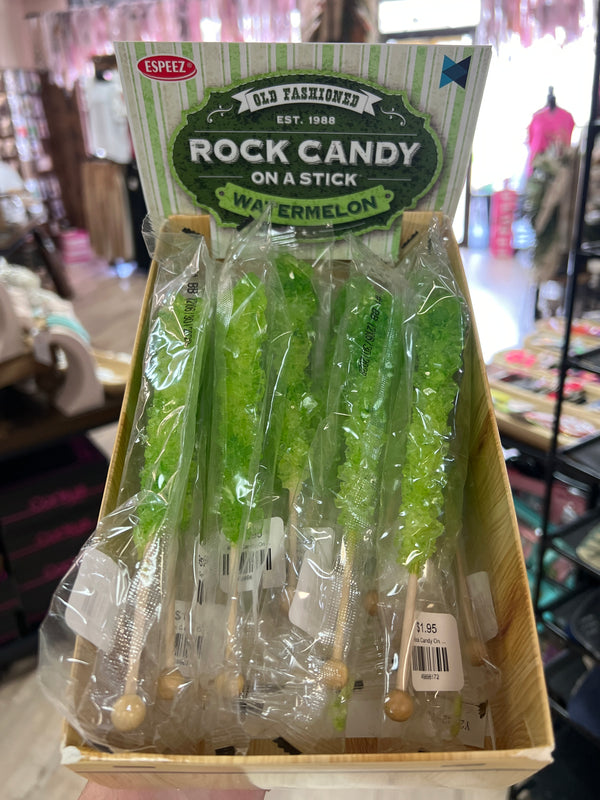 ESPEEZ®
OLD FASHIONED
EST. 1988
ROCK CANDY
ON A STICK
WATERMELON
$1.95